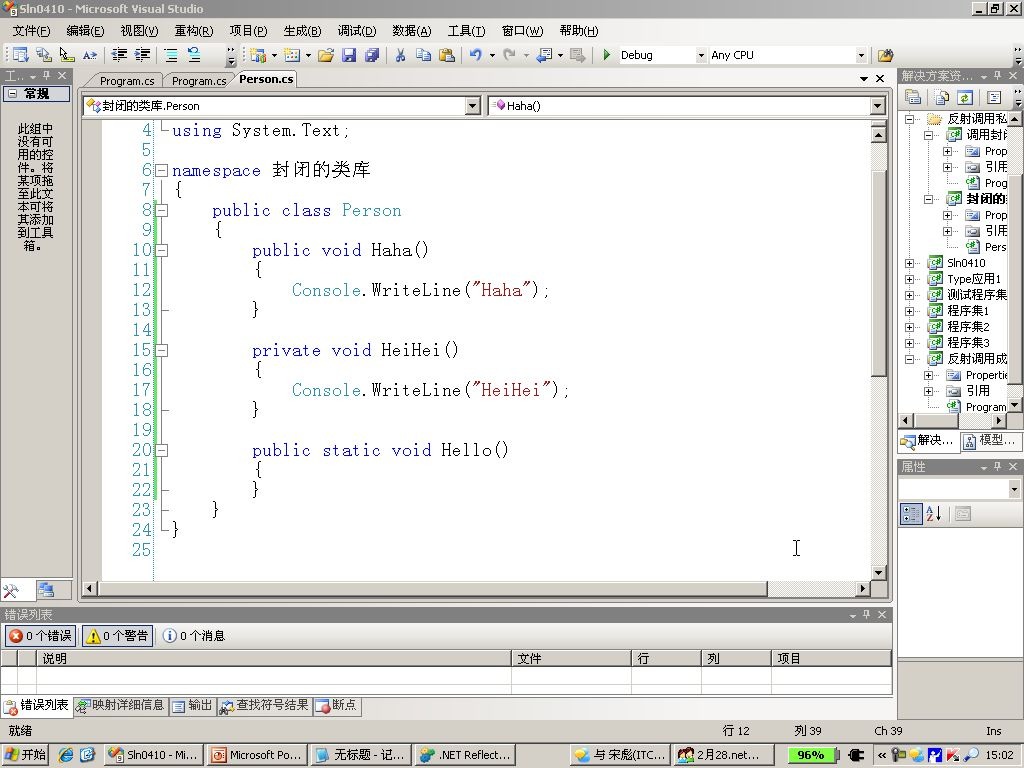 Sln0410 - Microsoft Visual Studio
文件(F) 编辑(E) 视图(V) 重构(R) 项目(P) 生成(B) 调试(D) 数据(A) 工具(T) 窗口(W) 帮助(H)
Debug Any CPU
工...
常规
此组中
没有可
用的控
件。将
某项拖
至此文
本可将
其添加
到工具
箱。
Program.cs Program.cs Person.cs
封闭的类库.Person Haha()
4 using System.Text;
5
6 namespace 封闭的类库
7 {
8 public class Person
9 {
10 public void Haha()
11 {
12 Console.WriteLine("Haha");
13 }
14
15 private void HeiHei()
16 {
17 Console.WriteLine("HeiHei");
18 }
19
20 public static void Hello()
21 {
22 }
23 }
24 }
25
解决方案资...
反射调用私
调用封闭
Prop
引用
Prog
封闭的
Prop
引用
Pers
Sln0410
Type应用1
测试程序集
程序集1
程序集2
程序集3
反射调用成
Propertie
引用
Program
解决... 模型...
属性
错误列表
0 个错误 0 个警告 0 个消息
说明 文件 行 列 项目
错误列表 映射详细信息 输出 查找符号结果 断点
就绪 行 12 列 39 Ch 39 Ins
开始 Sln0410 - Mi... Microsoft Po... 无标题 - 记... .NET Reflect... 与 宋彪(ITC... 2月28.net... 96% « 15:02